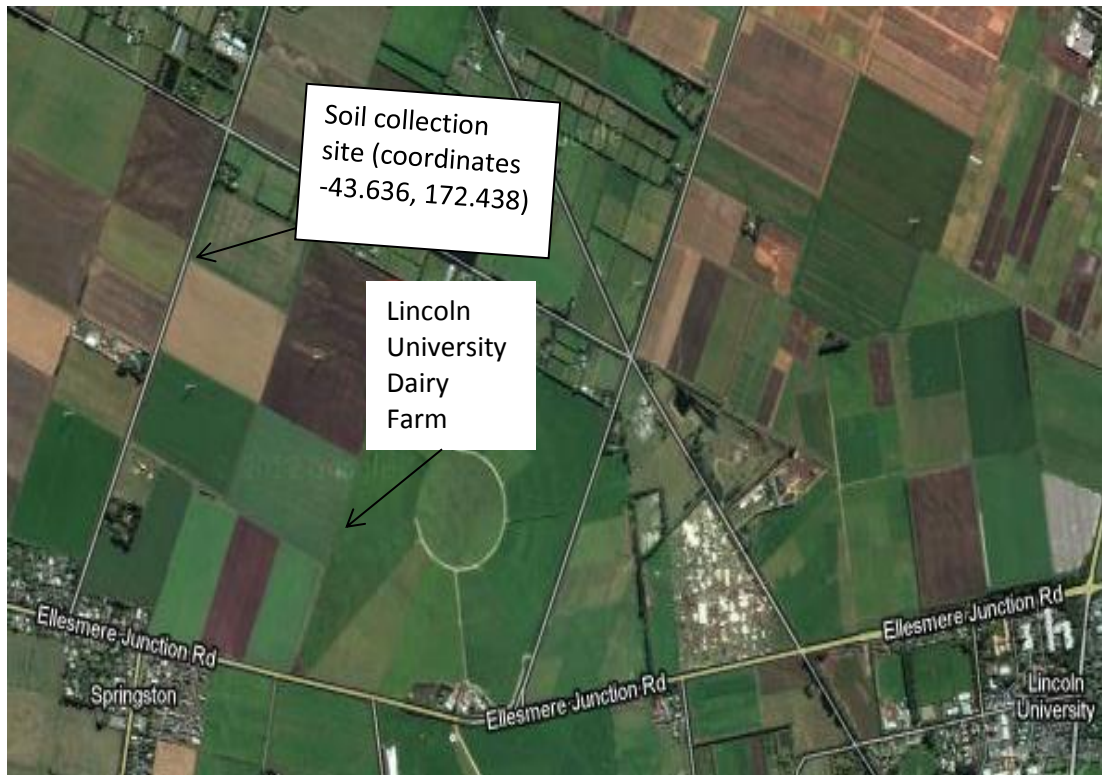 Soil collection
site (coordinates
-43.636, 172.438)
Lincoln
University
Dairy
Farm
Ellesmere Junction Rd
Springston
Ellesmere Junction Rd
Ellesmere Junction Rd
Lincoln
University